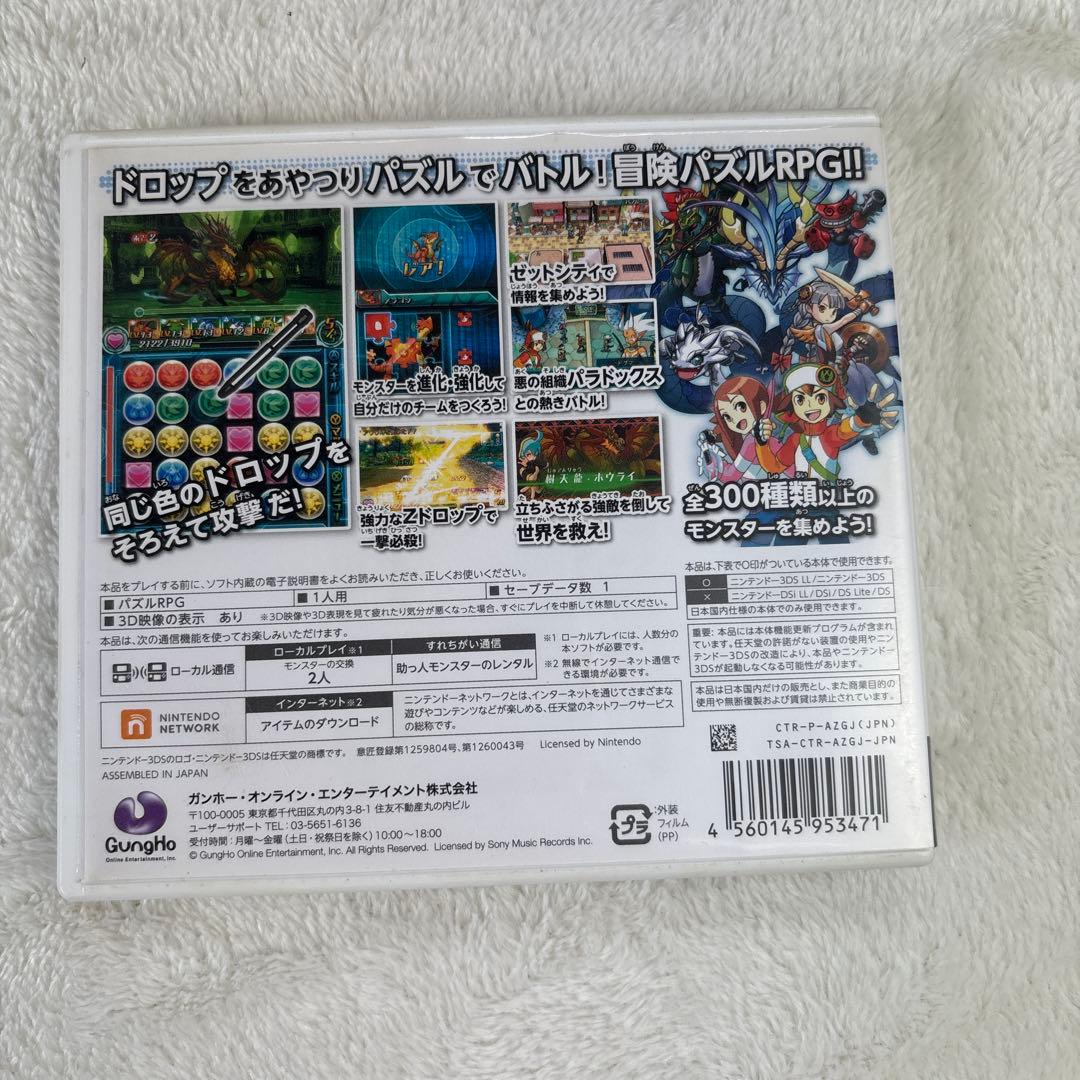 ドロップをあやつりパズルでバトル!冒険パズルRPG!!
レア!
2122/3910
スキル
同じ色のドロップを
そろえて攻撃だ!
モンスターを進化・強化して
自分だけのチームをつくろう!
強力なZドロップで
一撃必殺!
ゼットシティで
情報を集めよう!
悪の組織パラドックス
との熱きバトル!
樹天龍・ホウライ
立ちふさがる強敵を倒して
世界を救え!
全300種類以上の
モンスターを集めよう!
本品をプレイする前に、ソフト内蔵の電子説明書をよくお読みいただき、正しくお使いください。
■パズルRPG ■1人用 ■セーブデータ数 1
■3D映像の表示 あり ※3D映像や3D表現を見て疲れたり気分が悪くなった場合、すぐにプレイを中断して休憩してください。
本品は、次の通信機能を使ってお楽しみいただけます。
ローカル通信
ローカルプレイ※1
モンスターの交換
2人
すれちがい通信
助っ人モンスターのレンタル
※1 ローカルプレイには、人数分の
本ソフトが必要です。
※2 無線でインターネット通信で
きる環境が必要です。
NINTENDO
NETWORK
インターネット※2
アイテムのダウンロード
ニンテンドーネットワークとは、インターネットを通じてさまざまな
遊びやコンテンツなどが楽しめる、任天堂のネットワークサービス
の総称です。
本品は、下表で○印がついている本体で使用できます。
○ ニンテンドー3DS LL/ニンテンドー3DS
× ニンテンドーDSi LL/DSi/DS Lite/DS
日本国内仕様の本体でのみ使用できます。
重要:本品には本体機能更新プログラムが含まれ
ています。任天堂の許諾がない装置の使用やニン
テンドー3DSの改造により、本品やニンテンドー
3DSが起動しなくなる可能性があります。
本品は日本国内だけの販売とし、また商業目的の
使用や無断複製および賃貸は禁止されています。
ニンテンドー3DSのロゴ・ニンテンドー3DSは任天堂の商標です。 意匠登録第1259804号、第1260043号 Licensed by Nintendo
ASSEMBLED IN JAPAN
CTR-P-AZGJ(JPN)
TSA-CTR-AZGJ-JPN
GungHo
Online Entertainment, Inc.
ガンホー・オンライン・エンターテイメント株式会社
〒100-0005 東京都千代田区丸の内3-8-1 住友不動産丸の内ビル
ユーザーサポート TEL:03-5651-6136
受付時間:月曜~金曜(土日・祝祭日を除く)10:00~18:00
© GungHo Online Entertainment, Inc. All Rights Reserved. Licensed by Sony Music Records Inc.
プラ
:外装
フィルム
(PP)
4 560145 953471